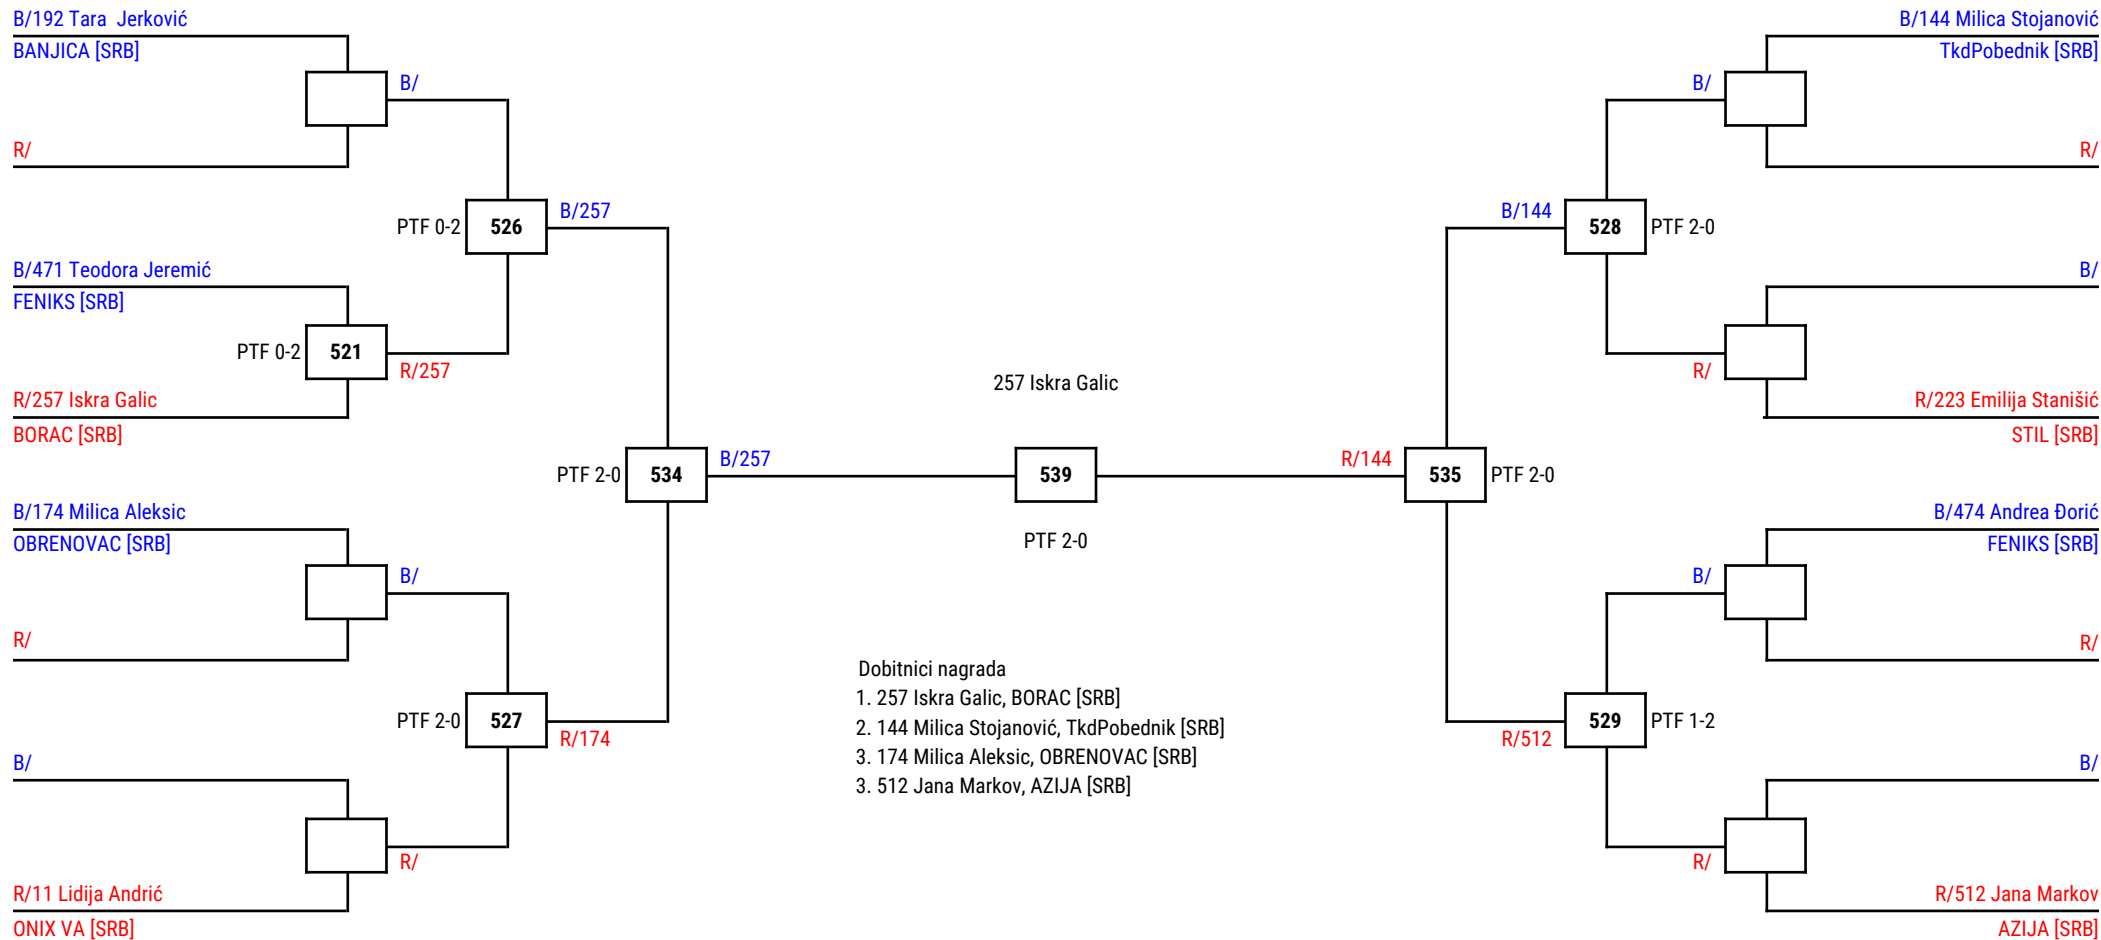 B/192 Tara  Jerković
BANJICA [SRB]
B/
R/
PTF 0-2
526
B/257
B/471 Teodora Jeremić
FENIKS [SRB]
PTF 0-2
521
R/257
R/257 Iskra Galic
BORAC [SRB]
PTF 2-0
534
B/257
B/174 Milica Aleksic
OBRENOVAC [SRB]
B/
R/
PTF 2-0
527
R/174
B/
R/
R/11 Lidija Andrić
ONIX VA [SRB]
257 Iskra Galic
539
PTF 2-0
Dobitnici nagrada
1. 257 Iskra Galic, BORAC [SRB]
2. 144 Milica Stojanović, TkdPobednik [SRB]
3. 174 Milica Aleksic, OBRENOVAC [SRB]
3. 512 Jana Markov, AZIJA [SRB]
B/144 Milica Stojanović
TkdPobednik [SRB]
B/
R/
B/144
528
PTF 2-0
B/
R/
R/223 Emilija Stanišić
STIL [SRB]
R/144
535
PTF 2-0
B/474 Andrea Đorić
FENIKS [SRB]
B/
R/
R/512
529
PTF 1-2
B/
R/
R/512 Jana Markov
AZIJA [SRB]